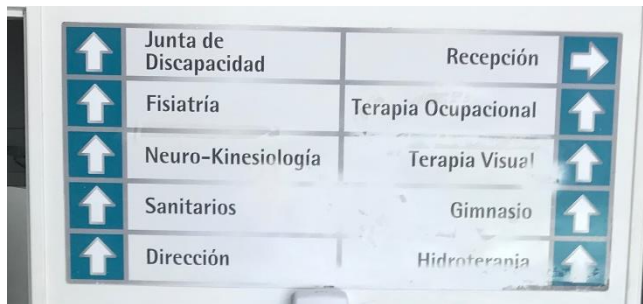 Junta de
Discapacidad
Recepción
Fisiatría
Terapia Ocupacional
Neuro-Kinesiología
Terapia Visual
Sanitarios
Gimnasio
Dirección
Hidroterapia